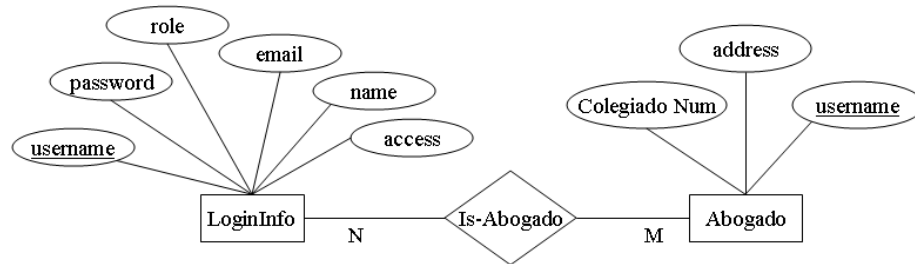 role
email
address
password
name
Colegiado Num
username
username
access
LoginInfo
Is-Abogado
Abogado
N
M